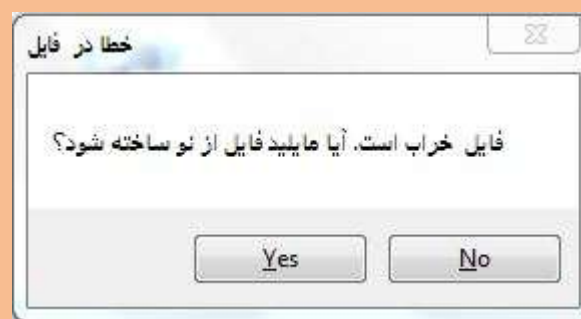 خطا در فایل
فایل خراب است. آیا مایلید فایل از نو ساخته شود؟
Yes No